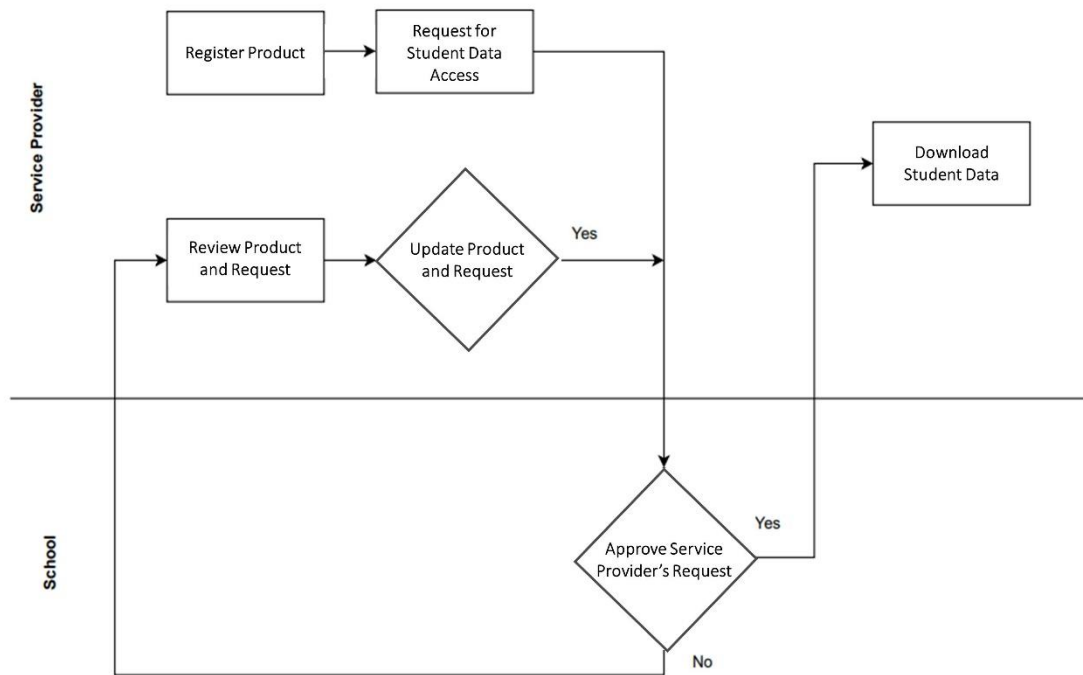 Service Provider
Register Product
Request for
Student Data
Access
Download
Student Data
Review Product
and Request
Update Product
and Request
Yes
School
Approve Service
Provider’s Request
Yes
No